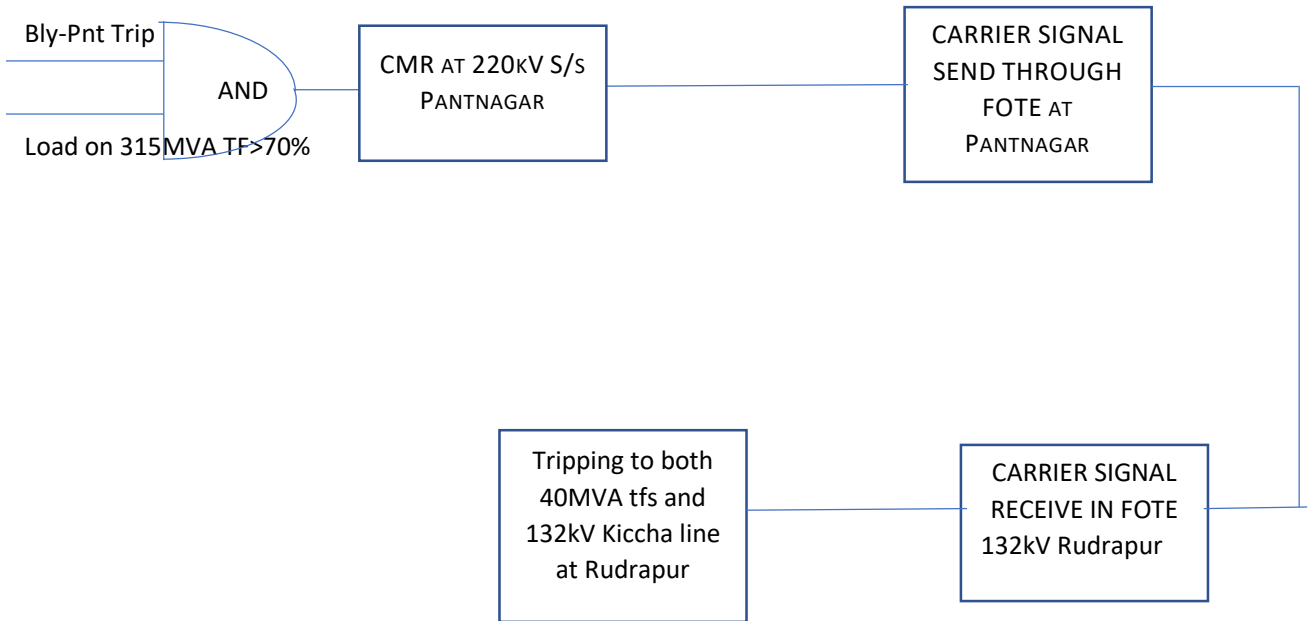 Bly-Pnt Trip
AND
Load on 315MVA TF>70%
CMR AT 220KV S/S
PANTNAGAR
CARRIER SIGNAL
SEND THROUGH
FOTE AT
PANTNAGAR
Tripping to both
40MVA tfs and
132kV Kiccha line
at Rudrapur
CARRIER SIGNAL
RECEIVE IN FOTE
132kV Rudrapur